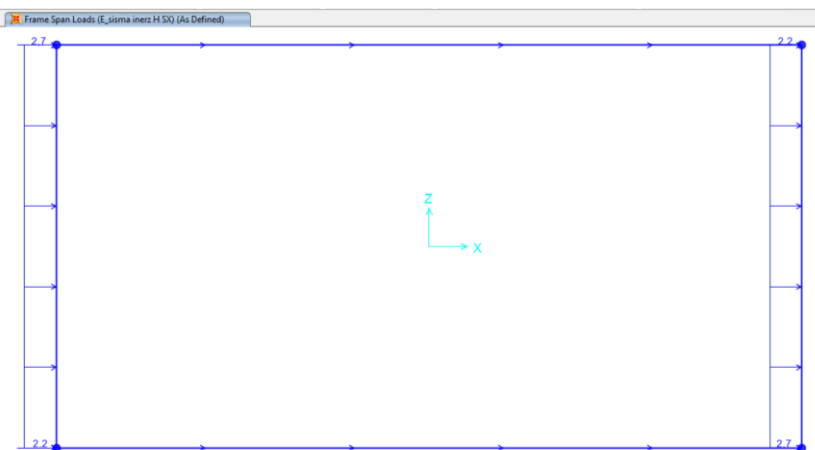 Frame Span Loads (E_sisma inerz H SX) (As Defined)
2.7 2.2
Z
X
2.2 2.7